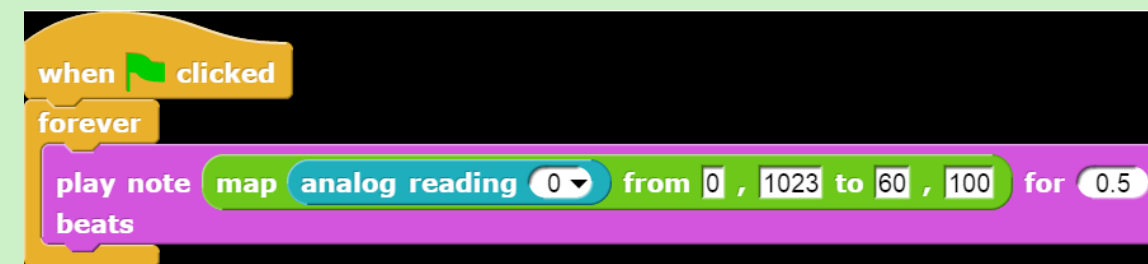 when clicked
forever
play note map analog reading 0 from 0 , 1023 to 60 , 100 for 0.5
beats